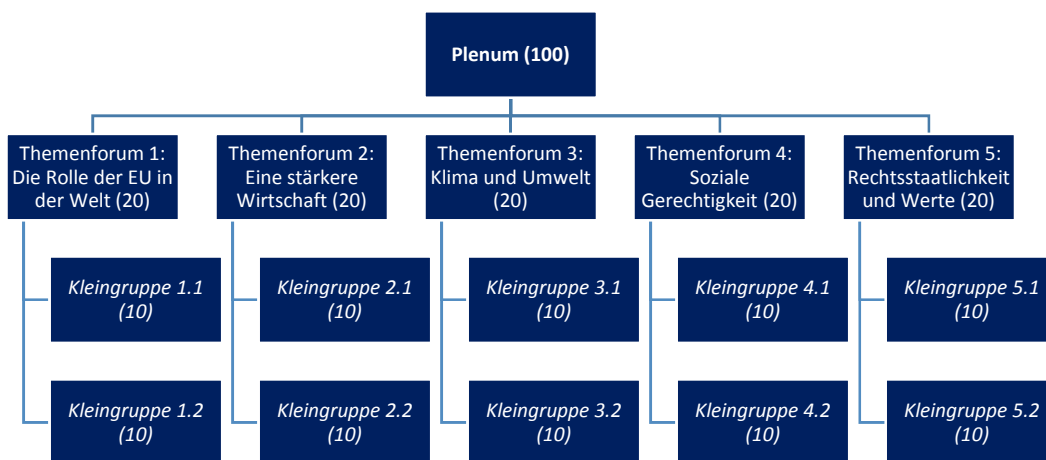 Plenum (100)
Themenforum 1:
Die Rolle der EU in
der Welt (20)
Themenforum 2:
Eine stärkere
Wirtschaft (20)
Themenforum 3:
Klima und Umwelt
(20)
Themenforum 4:
Soziale
Gerechtigkeit (20)
Themenforum 5:
Rechtsstaatlichkeit
und Werte (20)
Kleingruppe 1.1
(10)
Kleingruppe 2.1
(10)
Kleingruppe 3.1
(10)
Kleingruppe 4.1
(10)
Kleingruppe 5.1
(10)
Kleingruppe 1.2
(10)
Kleingruppe 2.2
(10)
Kleingruppe 3.2
(10)
Kleingruppe 4.2
(10)
Kleingruppe 5.2
(10)